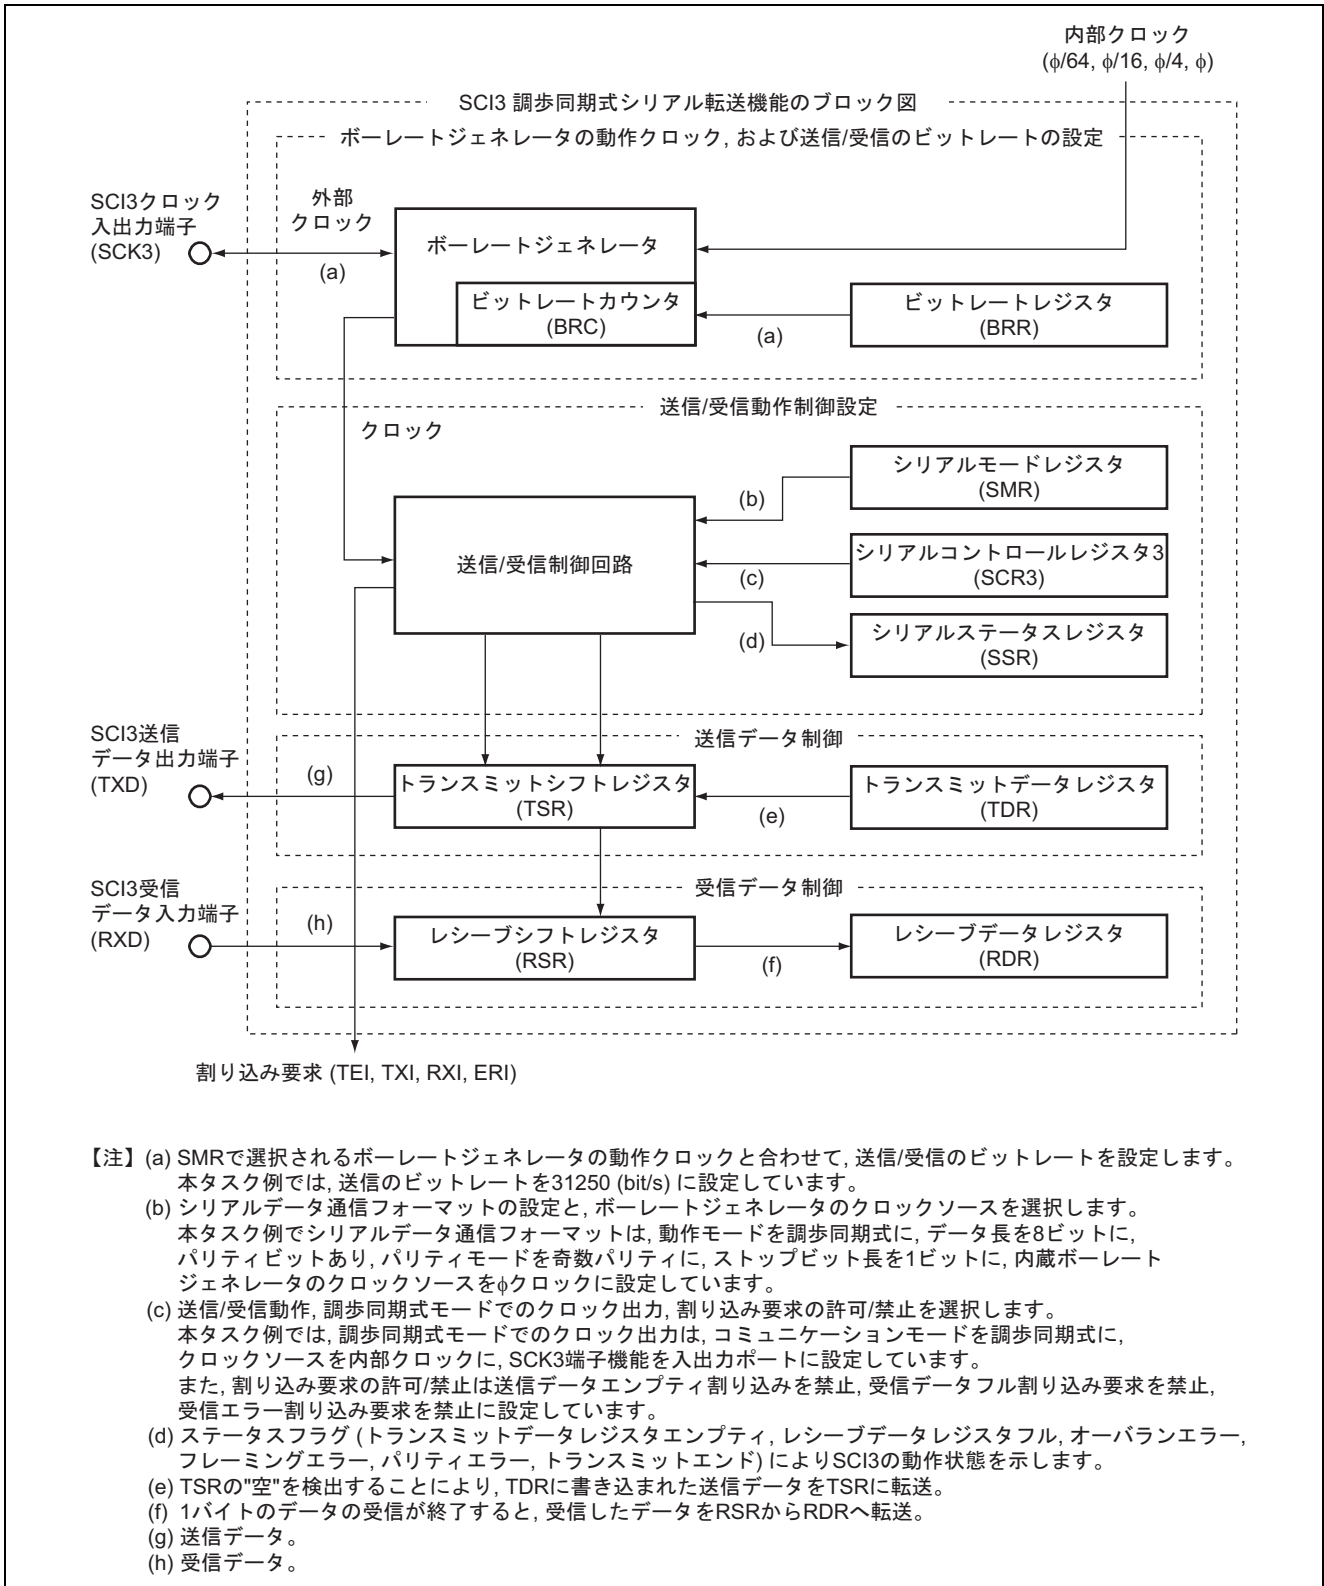 内部クロック
(φ/64, φ/16, φ/4, φ)
SCI3 調歩同期式シリアル転送機能のブロック図
ボーレートジェネレータの動作クロック, および送信/受信のビットレートの設定
SCI3クロック
入出力端子
(SCK3)
外部
クロック
(a)
ボーレートジェネレータ
ビットレートカウンタ
(BRC)
(a)
ビットレートレジスタ
(BRR)
送信/受信動作制御設定
クロック
シリアルモードレジスタ
(SMR)
(b)
送信/受信制御回路
シリアルコントロールレジスタ3
(SCR3)
(c)
シリアルステータスレジスタ
(SSR)
(d)
SCI3送信
データ出力端子
(TXD)
送信データ制御
(g)
トランスミットシフトレジスタ
(TSR)
(e)
トランスミットデータレジスタ
(TDR)
SCI3受信
データ入力端子
(RXD)
受信データ制御
(h)
レシーブシフトレジスタ
(RSR)
(f)
レシーブデータレジスタ
(RDR)
割り込み要求 (TEI, TXI, RXI, ERI)
【注】(a) SMRで選択されるボーレートジェネレータの動作クロックと合わせて, 送信/受信のビットレートを設定します。
本タスク例では, 送信のビットレートを31250 (bit/s) に設定しています。
(b) シリアルデータ通信フォーマットの設定と, ボーレートジェネレータのクロックソースを選択します。
本タスク例でシリアルデータ通信フォーマットは, 動作モードを調歩同期式に, データ長を8ビットに,
パリティビットあり, パリティモードを奇数パリティに, ストップビット長を1ビットに, 内蔵ボーレート
ジェネレータのクロックソースをφクロックに設定しています。
(c) 送信/受信動作, 調歩同期式モードでのクロック出力, 割り込み要求の許可/禁止を選択します。
本タスク例では, 調歩同期式モードでのクロック出力は, コミュニケーションモードを調歩同期式に,
クロックソースを内部クロックに, SCK3端子機能を入出力ポートに設定しています。
また, 割り込み要求の許可/禁止は送信データエンプティ割り込みを禁止, 受信データフル割り込み要求を禁止,
受信エラー割り込み要求を禁止に設定しています。
(d) ステータスフラグ (トランスミットデータレジスタエンプティ, レシーブデータレジスタフル, オーバランエラー,
フレーミングエラー, パリティエラー, トランスミットエンド) によりSCI3の動作状態を示します。
(e) TSRの"空"を検出することにより, TDRに書き込まれた送信データをTSRに転送。
(f) 1バイトのデータの受信が終了すると, 受信したデータをRSRからRDRへ転送。
(g) 送信データ。
(h) 受信データ。